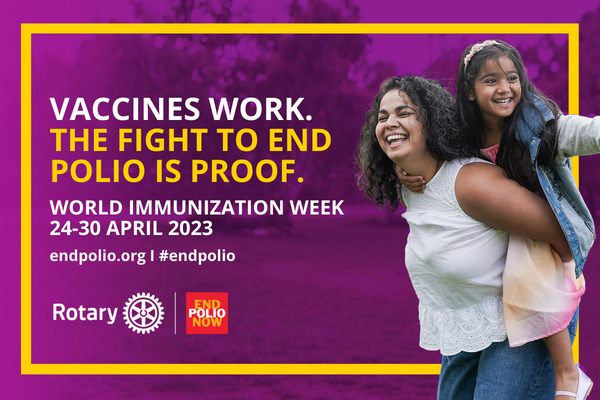 VACCINES WORK.
THE FIGHT TO END
POLIO IS PROOF.
WORLD IMMUNIZATION WEEK
24-30 APRIL 2023
endpolio.org I #endpolio
Rotary
END
POLIO
NOW